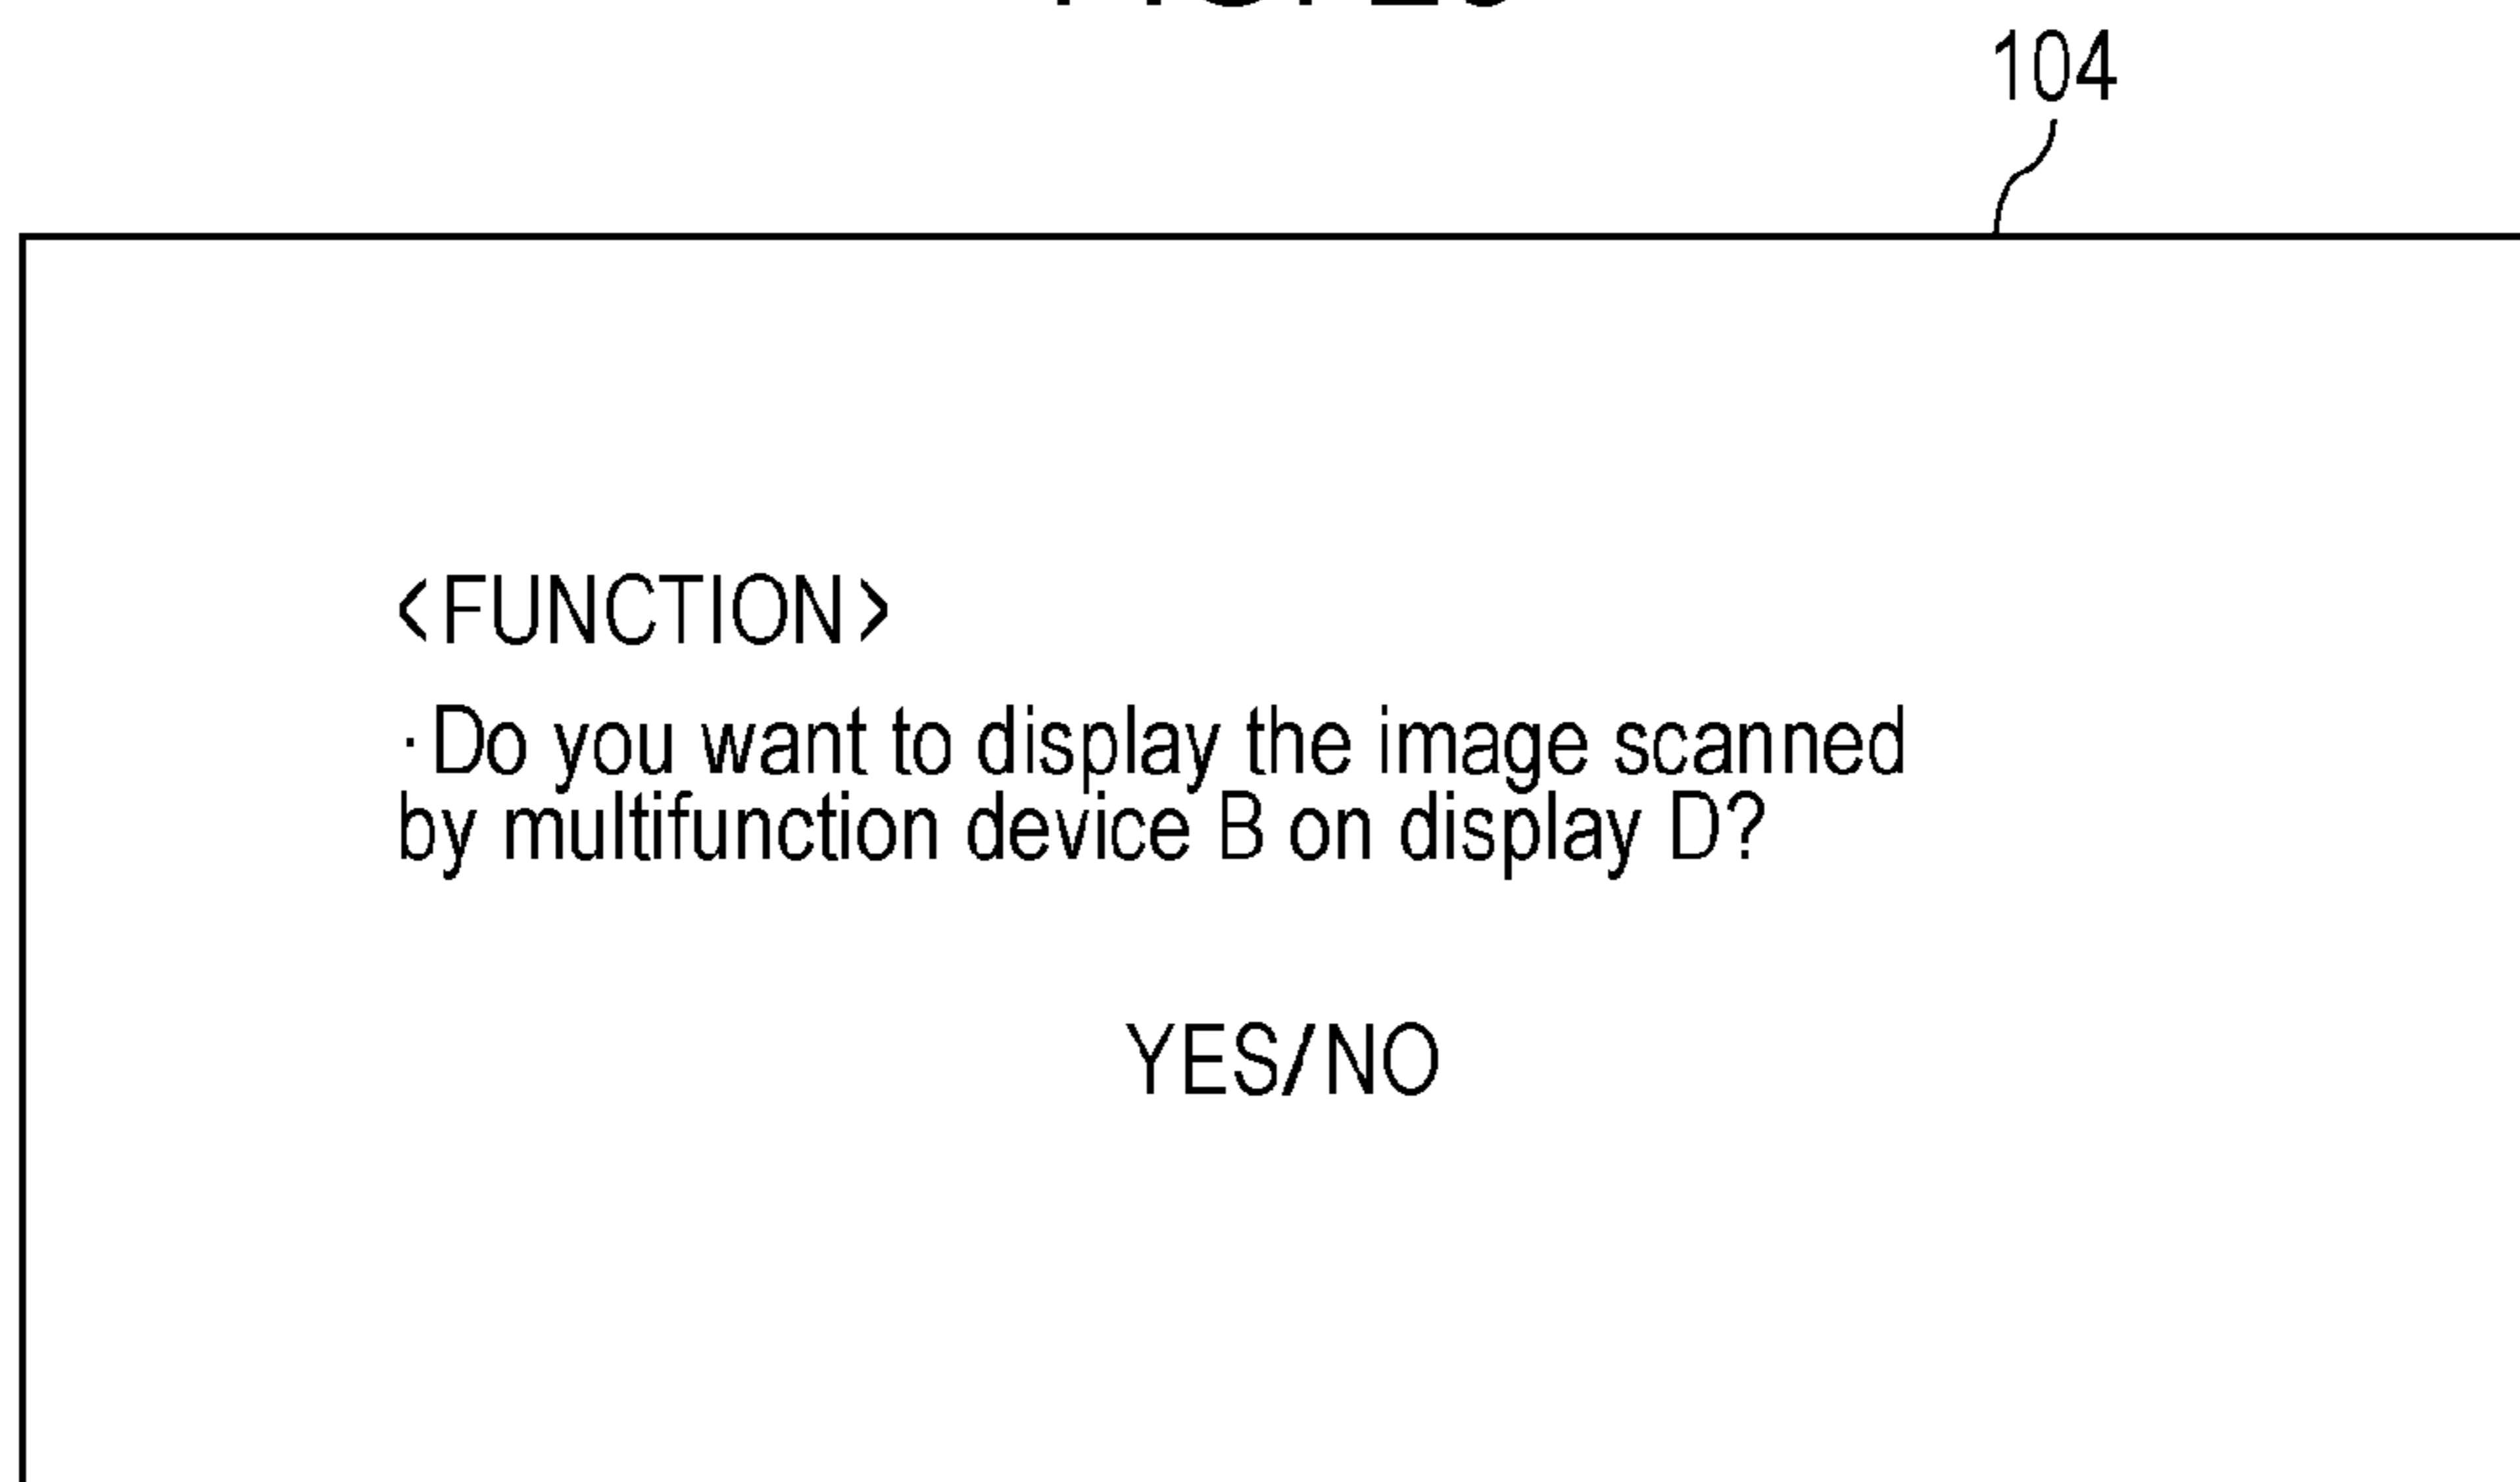 104
<FUNCTION>
·Do you want to display the image scanned
by multifunction device B on display D?
YES/NO